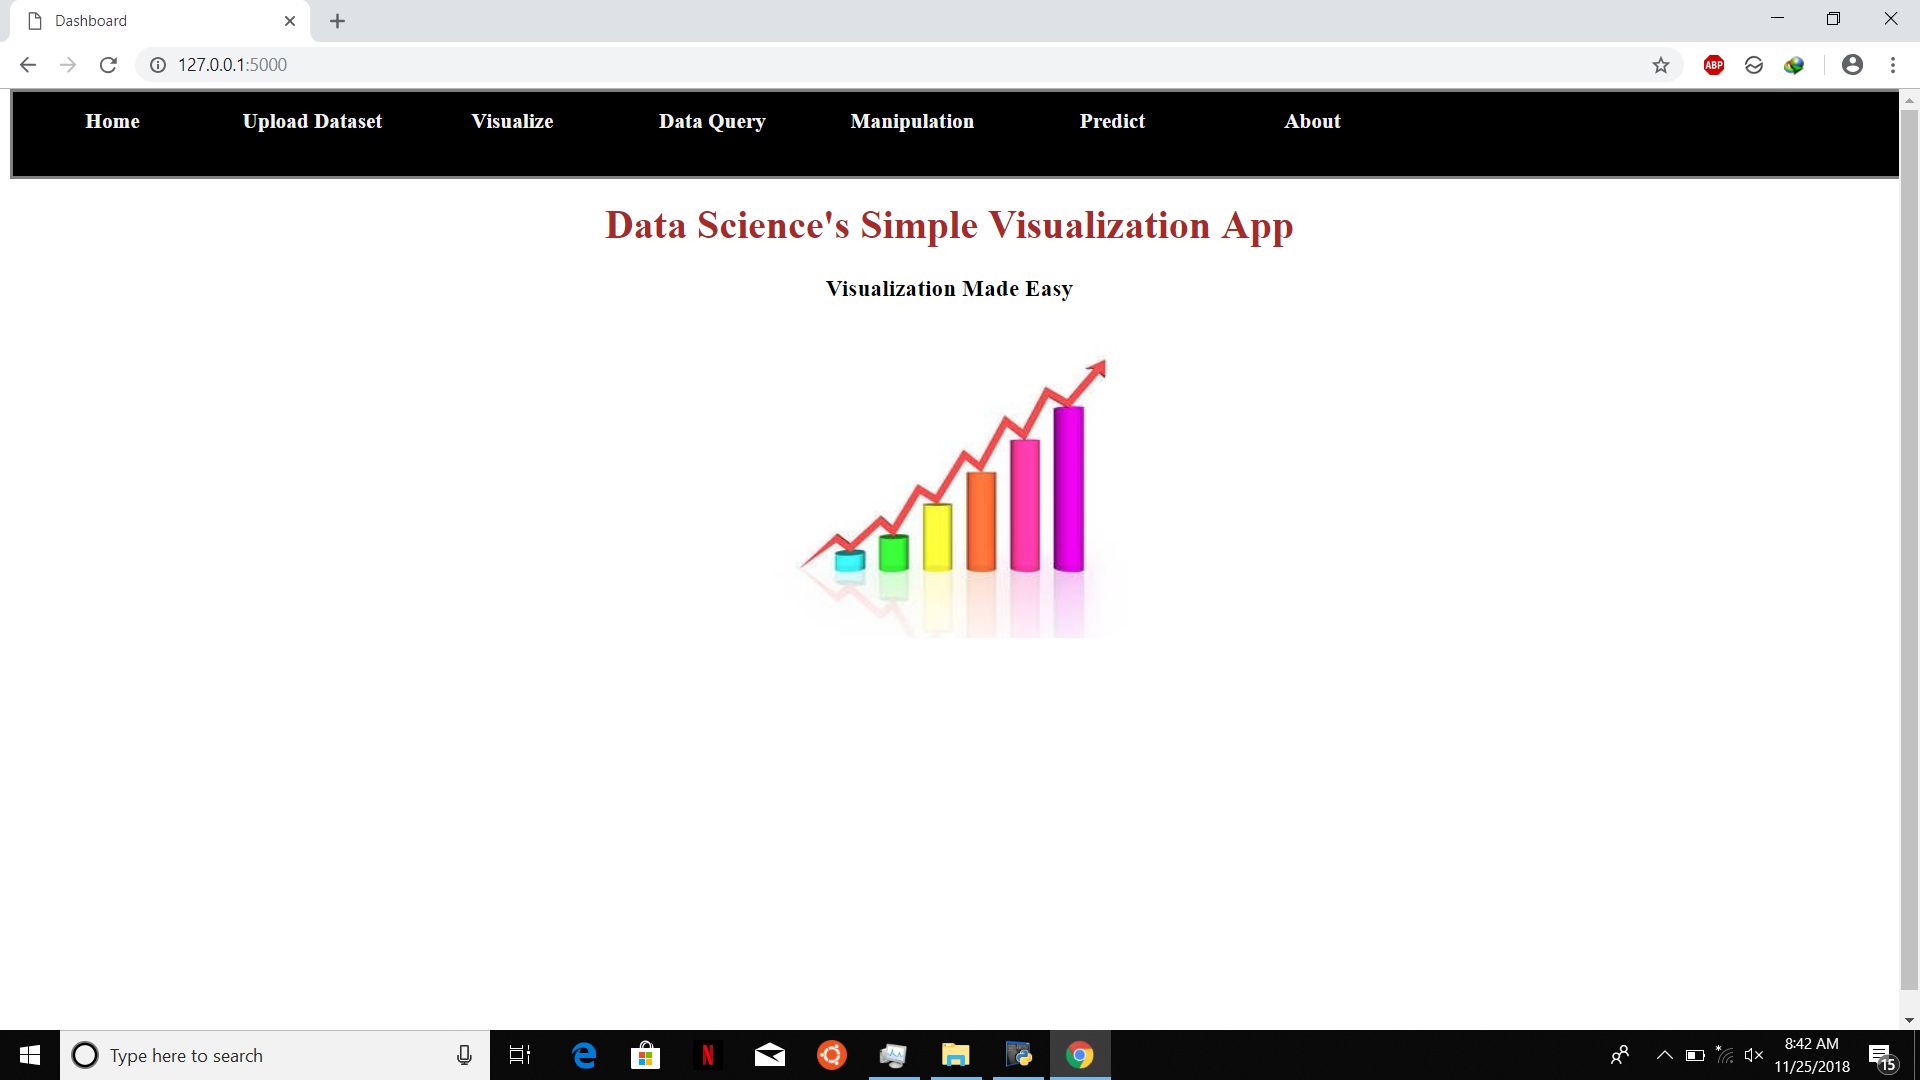 Dashboard
127.0.0.1:5000
ABP
Home Upload Dataset Visualize Data Query Manipulation Predict About
Data Science's Simple Visualization App
Visualization Made Easy
Type here to search
N
8:42 AM
11/25/2018
15